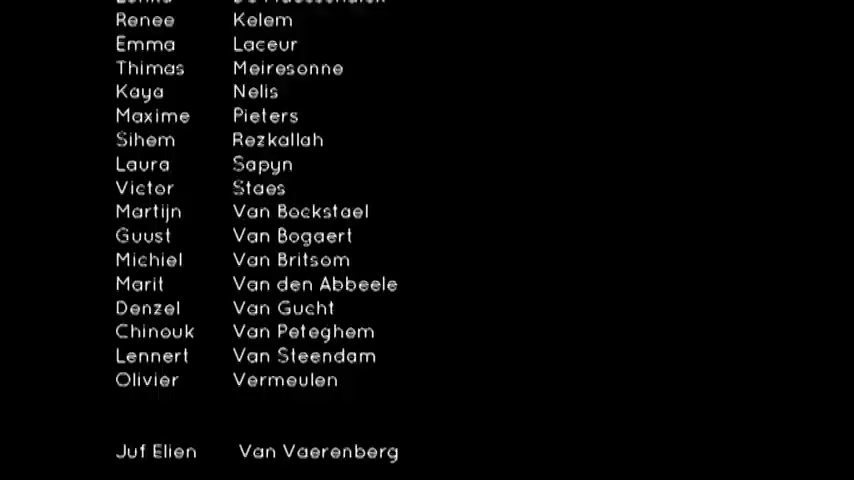 Renee Kelem
Emma Laceur
Thimas Meiresonne
Kaya Nelis
Maxime Pieters
Sihem Rezkallah
Laura Sapyn
Victor Staes
Martijn Van Bockstael
Guust Van Bogaert
Michiel Van Britsom
Marit Van den Abbeele
Denzel Van Gucht
Chinouk Van Peteghem
Lennert Van Steendam
Olivier Vermeulen
Juf Elien Van Vaerenberg